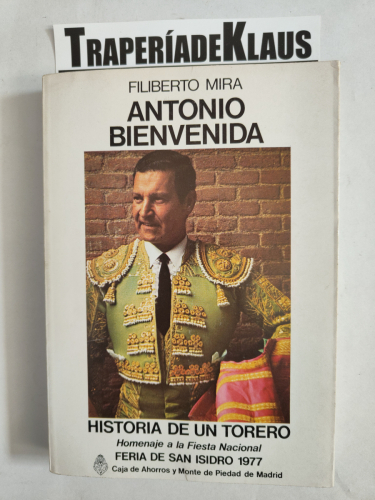 TRAPERÍADEKLAUS
FILIBERTO MIRA
ANTONIO
BIENVENIDA
HISTORIA DE UN TORERO
Homenaje a la Fiesta Nacional
FERIA DE SAN ISIDRO 1977
Caja de Ahorros y Monte de Piedad de Madrid